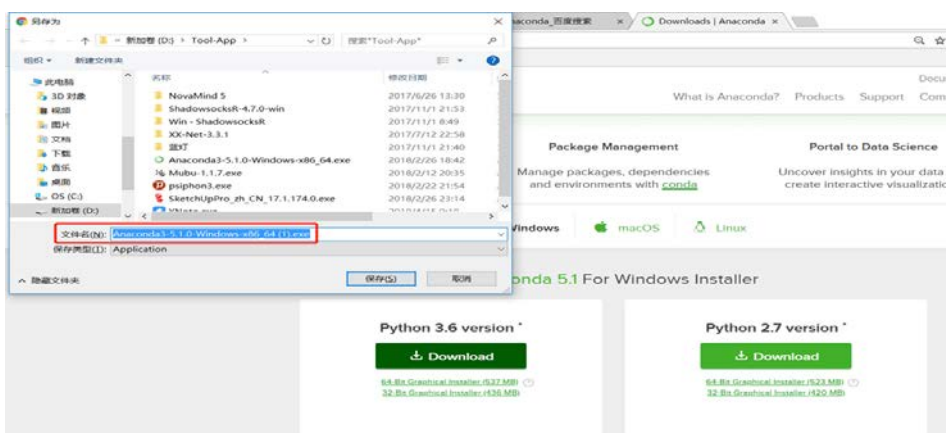 另存为
aconda_百度搜索
Downloads | Anaconda
新加卷 (D:) › Tool-App ›
搜索"Tool-App"
组织
新建文件夹
名称
修改日期
此电脑
3D 对象
视频
图片
文档
下载
音乐
桌面
OS (C:)
新加卷 (D:)
NovaMind 5 2017/6/26 13:30
ShadowsocksR-4.7.0-win 2017/11/1 21:53
Win - ShadowsocksR 2017/11/1 8:49
XX-Net-3.3.1 2017/7/12 22:58
蓝灯 2017/11/1 21:40
Anaconda3-5.1.0-Windows-x86_64.exe 2018/2/26 18:42
Mubu-1.1.7.exe 2018/2/12 20:35
psiphon3.exe 2018/2/22 21:54
SketchUpPro_zh_CN_17.1.174.0.exe 2018/2/26 23:14
文件名(N): Anaconda3-5.1.0-Windows-x86_64 (1).exe
保存类型(T): Application
隐藏文件夹
保存(S)
取消
Docu
What is Anaconda? Products Support Com
Package Management
Manage packages, dependencies
and environments with conda
Portal to Data Scienc
Uncover insights in your data
create interactive visualizatio
Windows
macOS
Linux
onda 5.1 For Windows Installer
Python 3.6 version *
Download
64-Bit Graphical Installer (537 MB)
32-Bit Graphical Installer (436 MB)
Python 2.7 version *
Download
64-Bit Graphical Installer (523 MB)
32-Bit Graphical Installer (420 MB)